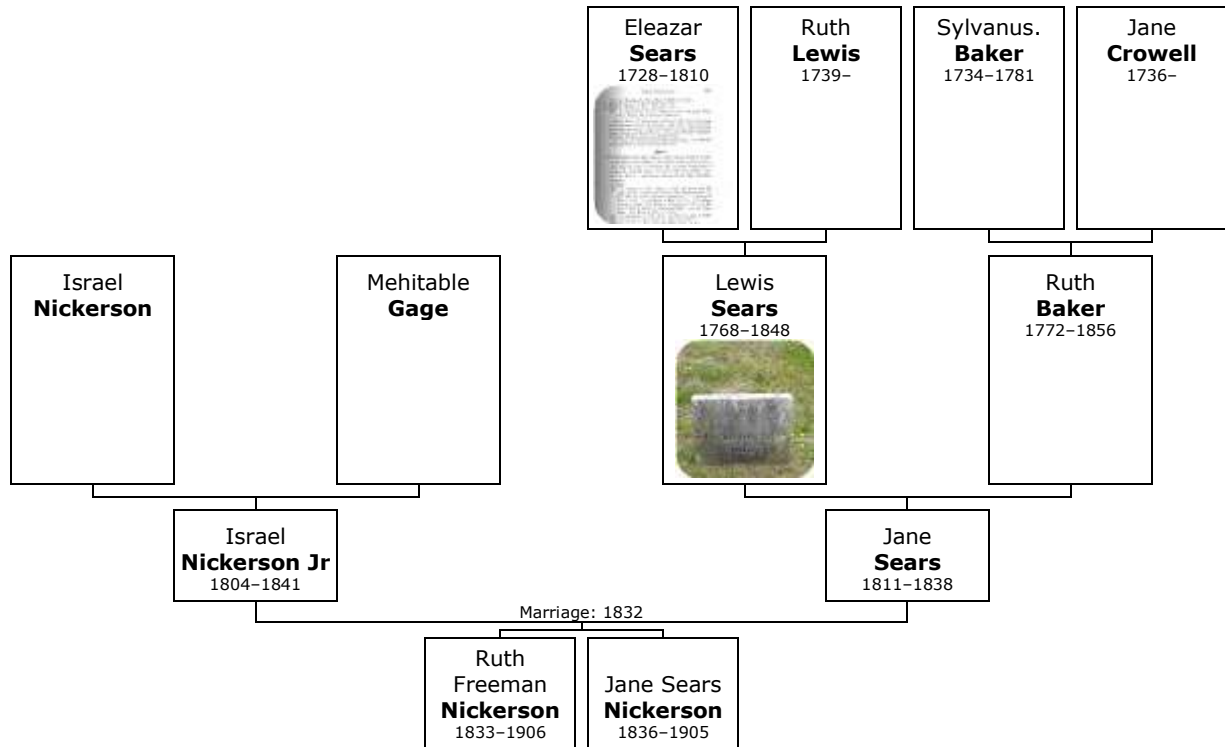 Eleazar
Sears
1728–1810
Ruth
Lewis
1739–
Sylvanus.
Baker
1734–1781
Jane
Crowell
1736–
Israel
Nickerson
Mehitable
Gage
Lewis
Sears
1768–1848
Ruth
Baker
1772–1856
Israel
Nickerson Jr
1804–1841
Jane
Sears
1811–1838
Marriage: 1832
Ruth
Freeman
Nickerson
1833–1906
Jane Sears
Nickerson
1836–1905